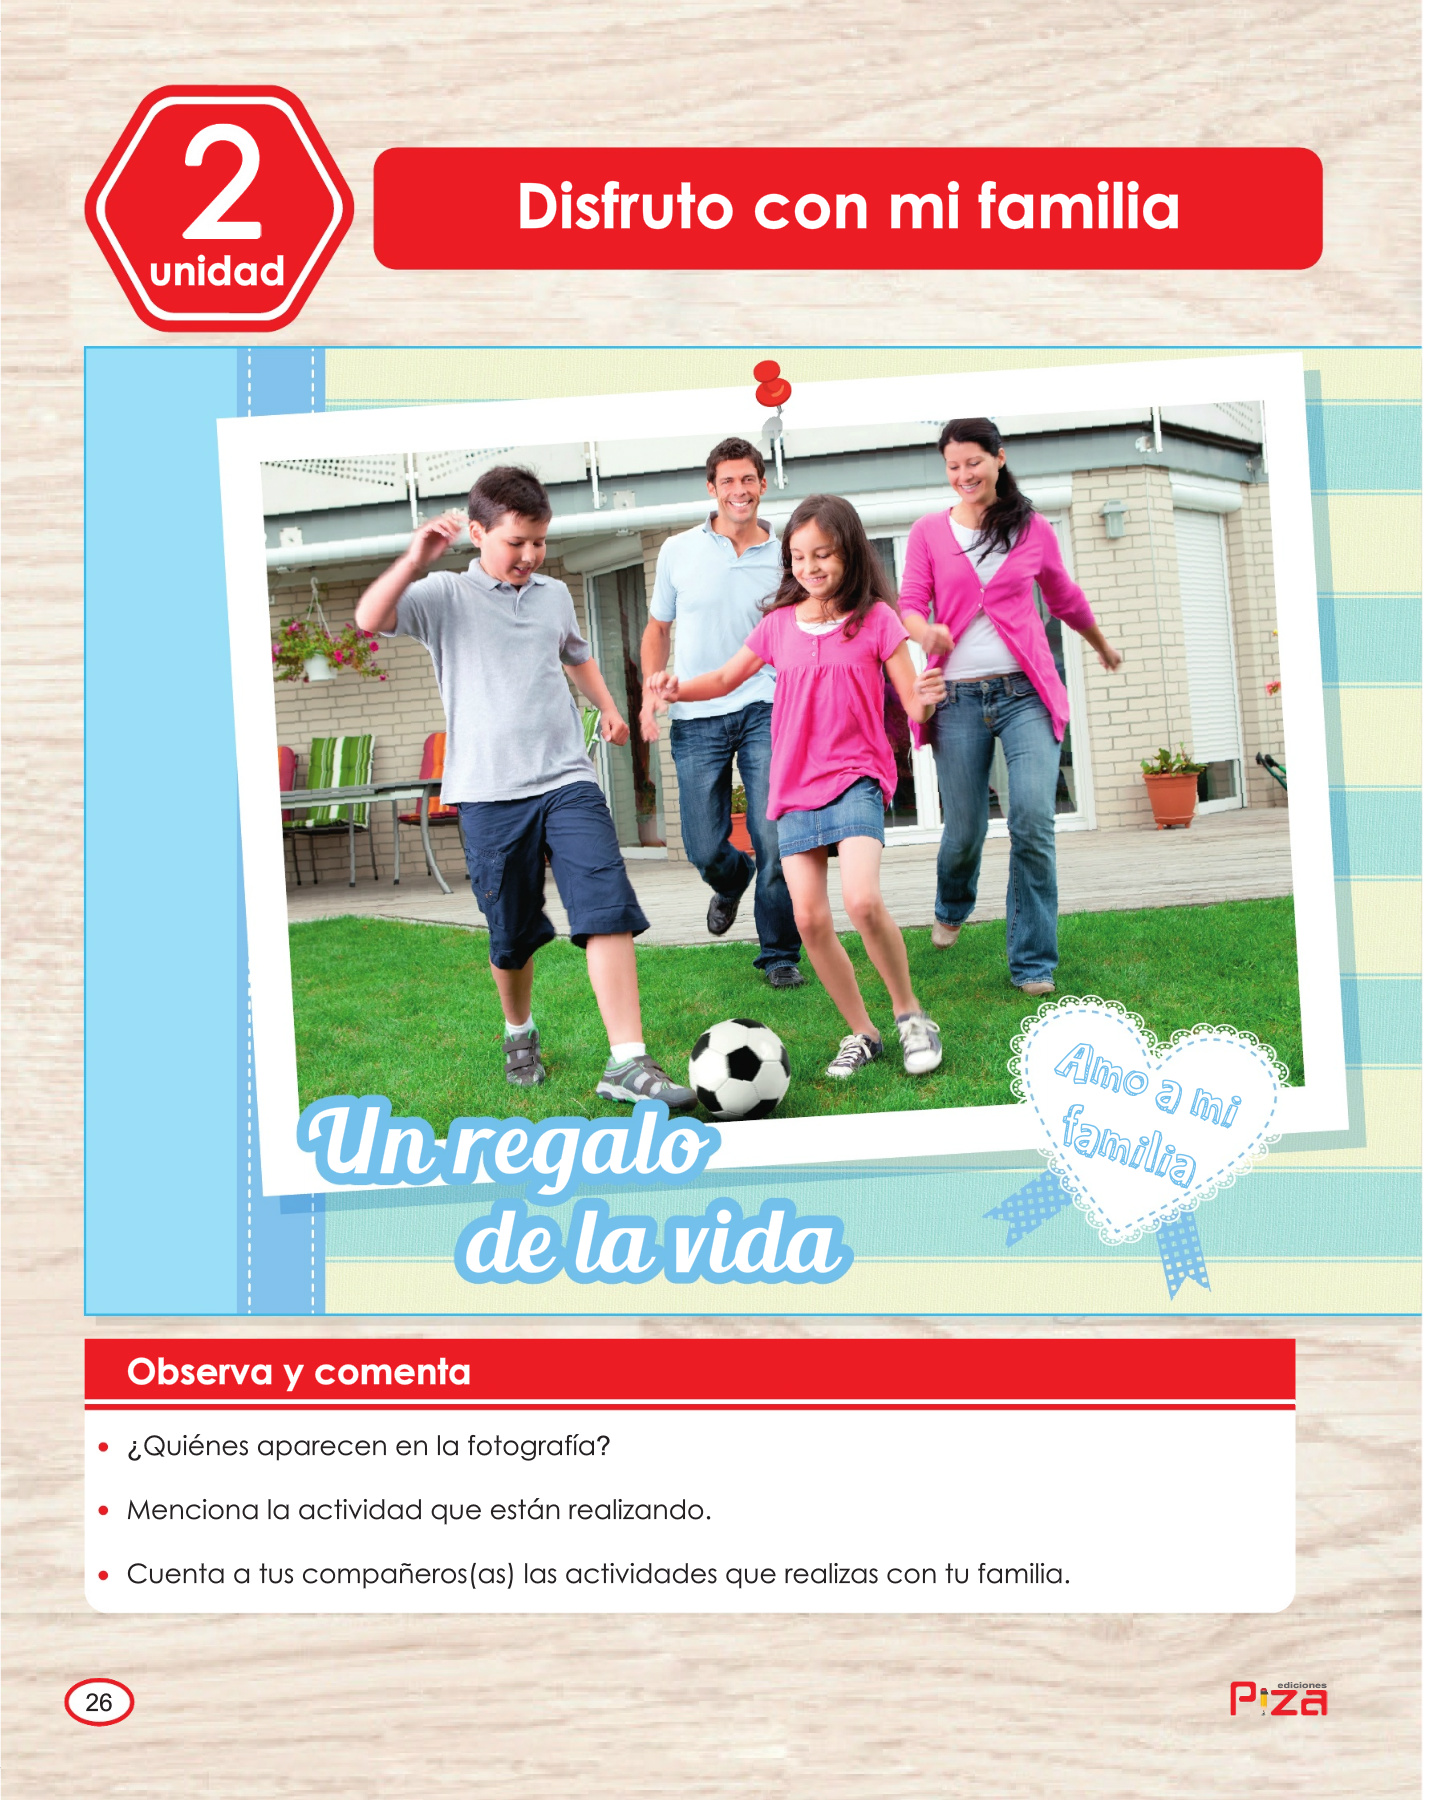 2
unidad
Disfruto con mi familia
Amo a mi
familia
Un regalo
de la vida
Observa y comenta
• ¿Quiénes aparecen en la fotografía?
• Menciona la actividad que están realizando.
• Cuenta a tus compañeros(as) las actividades que realizas con tu familia.
26
ediciones
Piza